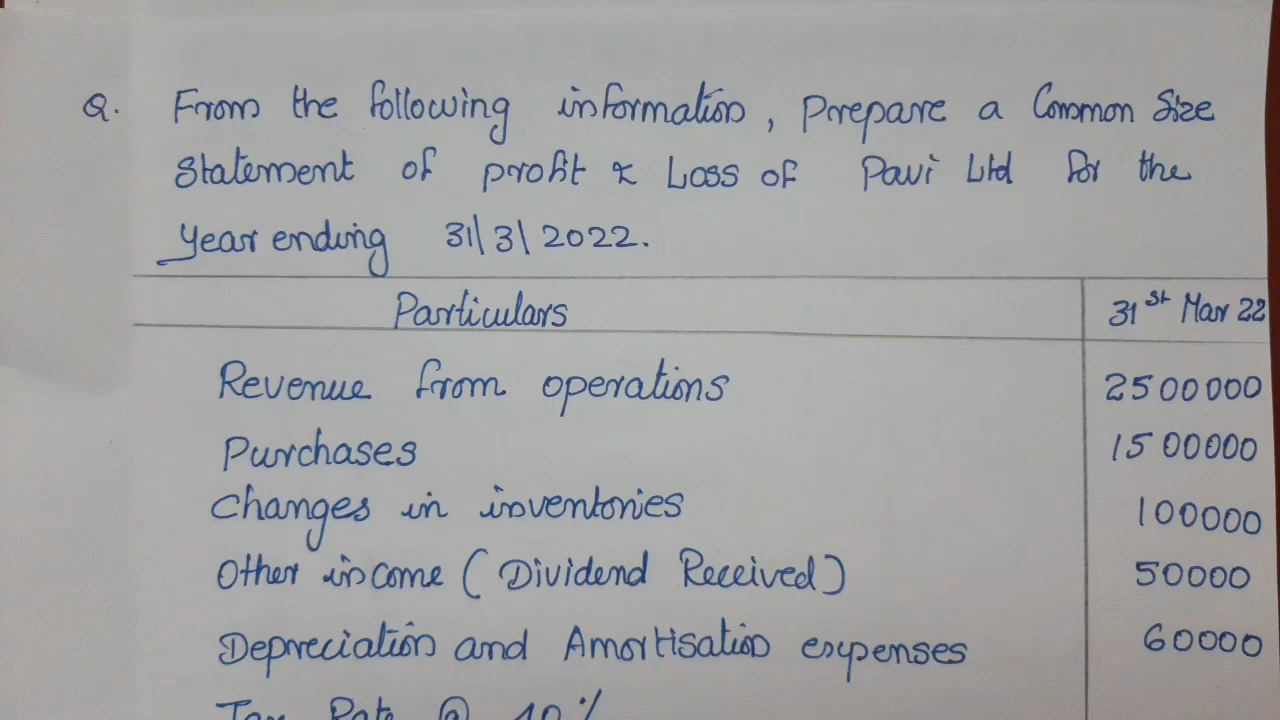 Q. From the following information, Prepare a Common Size
Statement of profit & Loss of Pavi Ltd for the
Year ending 31/3/2022.
Particulars 31st Mar 22
Revenue from operations 2500000
Purchases 1500000
Changes in inventories 100000
Other income (Dividend Received) 50000
Depreciation and Amortisation expenses 60000
Tax Rate @